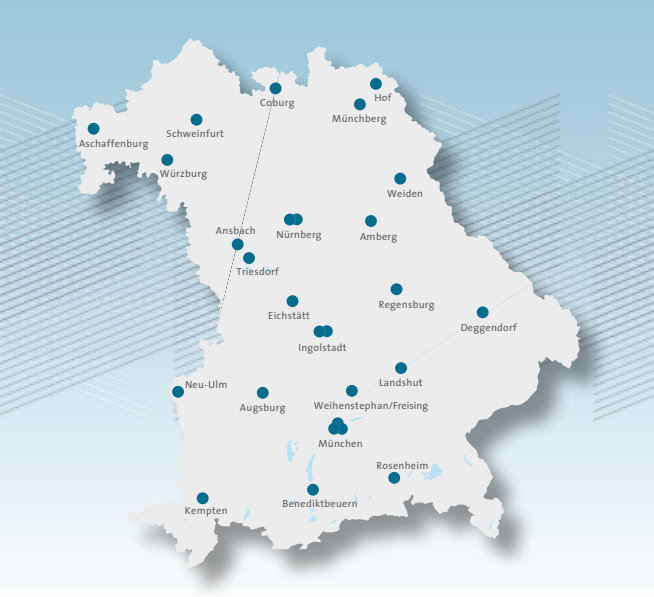 Coburg
Hof
Münchberg
Schweinfurt
Aschaffenburg
Würzburg
Weiden
Ansbach
Nürnberg
Amberg
Triesdorf
Regensburg
Eichstätt
Deggendorf
Ingolstadt
Landshut
Neu-Ulm
Augsburg
Weihenstephan/Freising
München
Rosenheim
Benediktbeuern
Kempten